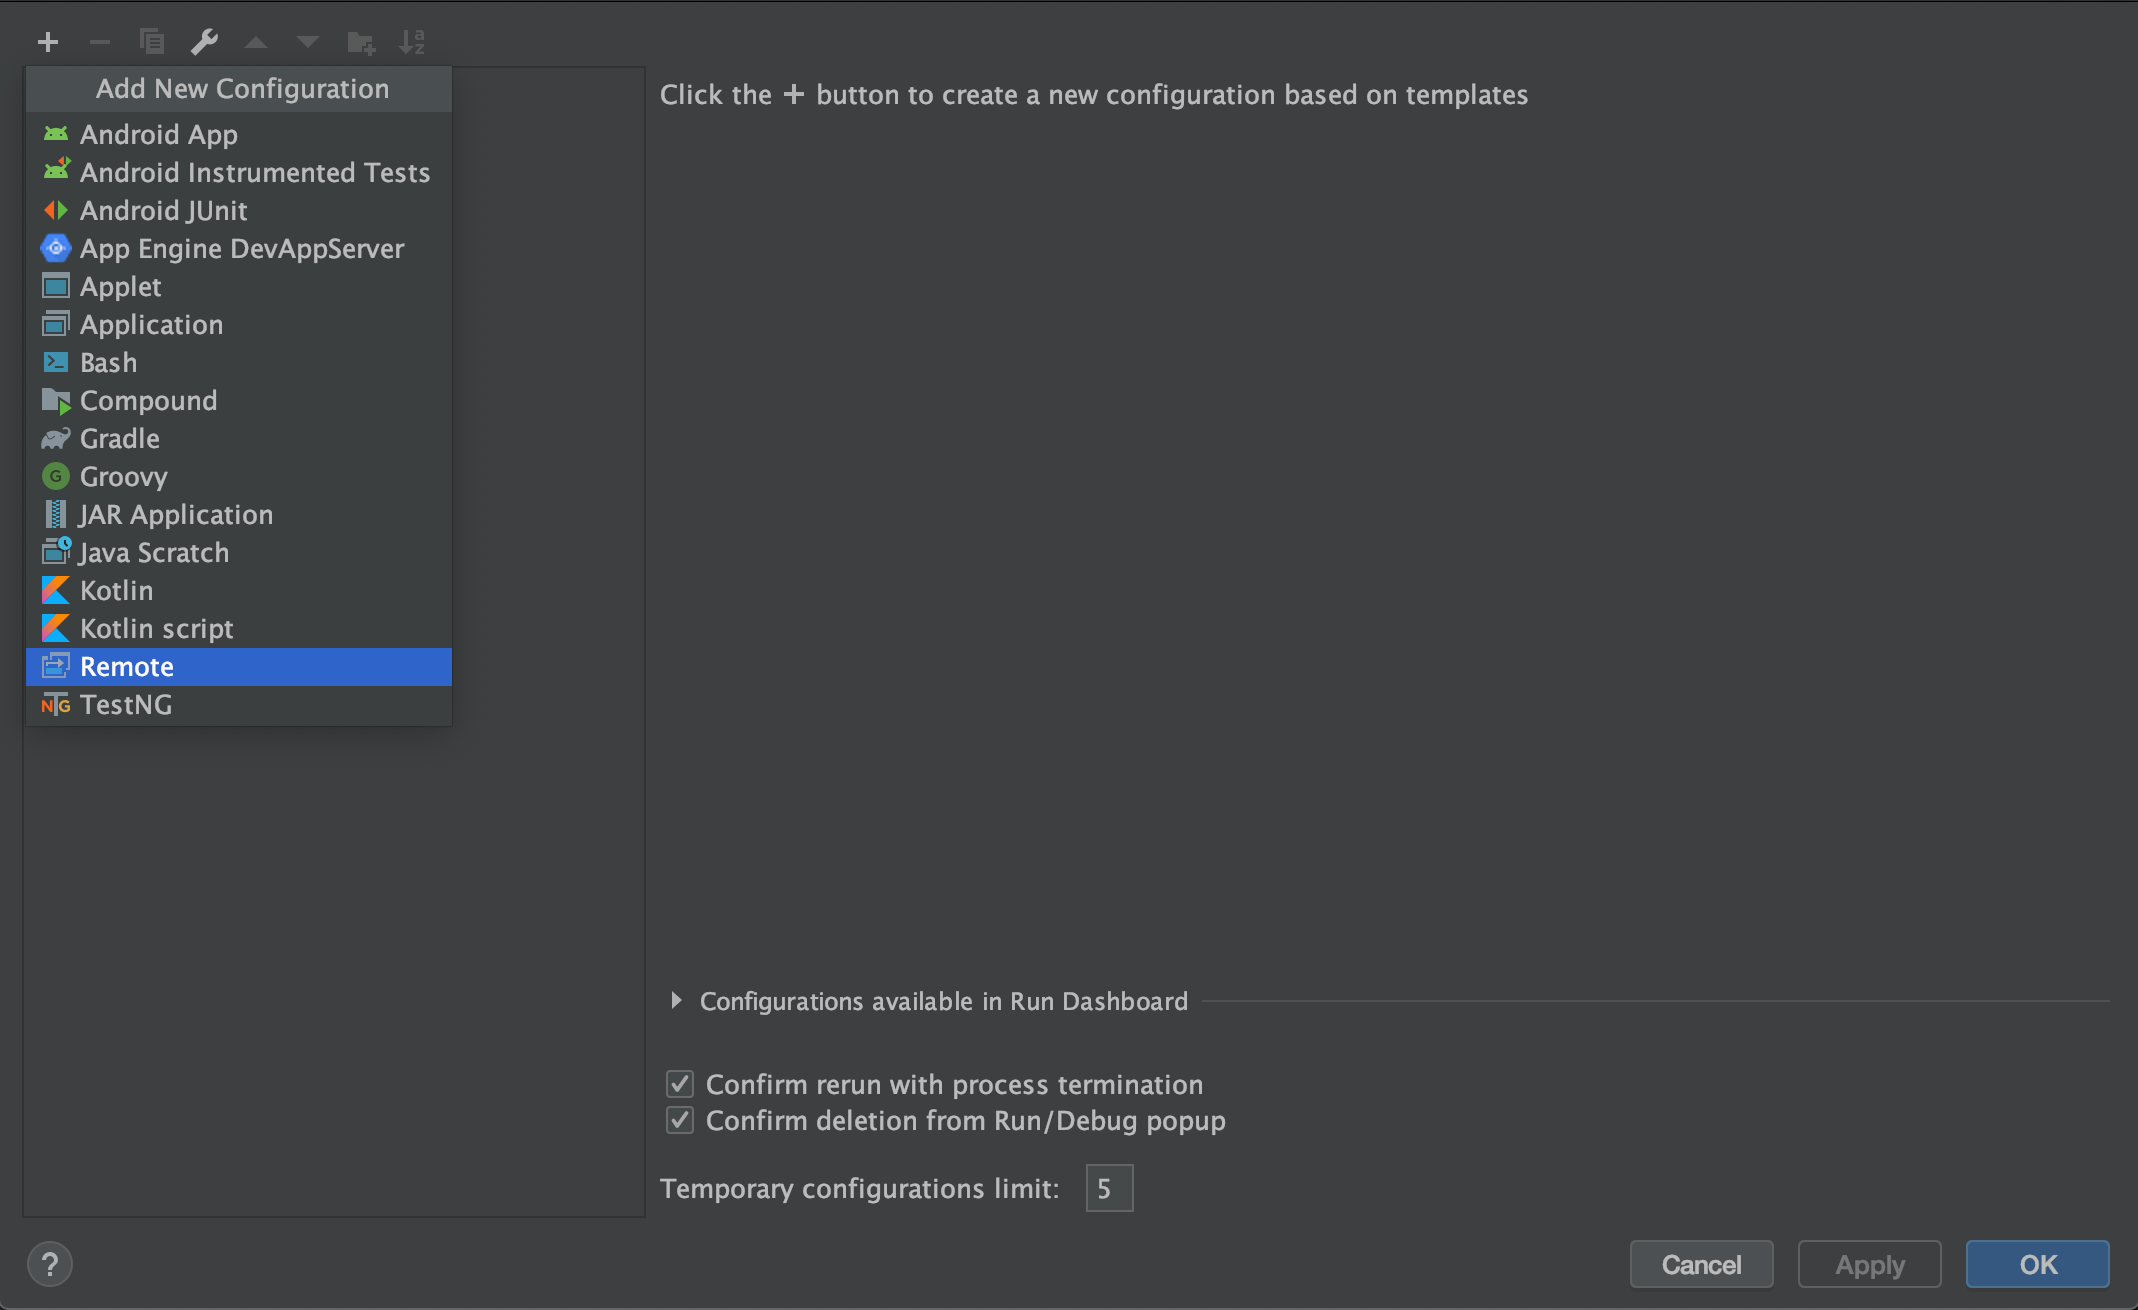 Add New Configuration
Click the + button to create a new configuration based on templates
Android App
Android Instrumented Tests
Android JUnit
App Engine DevAppServer
Applet
Application
Bash
Compound
Gradle
G Groovy
JAR Application
Java Scratch
Kotlin
Kotlin script
Remote
NTG TestNG
Configurations available in Run Dashboard
Confirm rerun with process termination
Confirm deletion from Run/Debug popup
Temporary configurations limit: 5
?
Cancel
Apply
OK